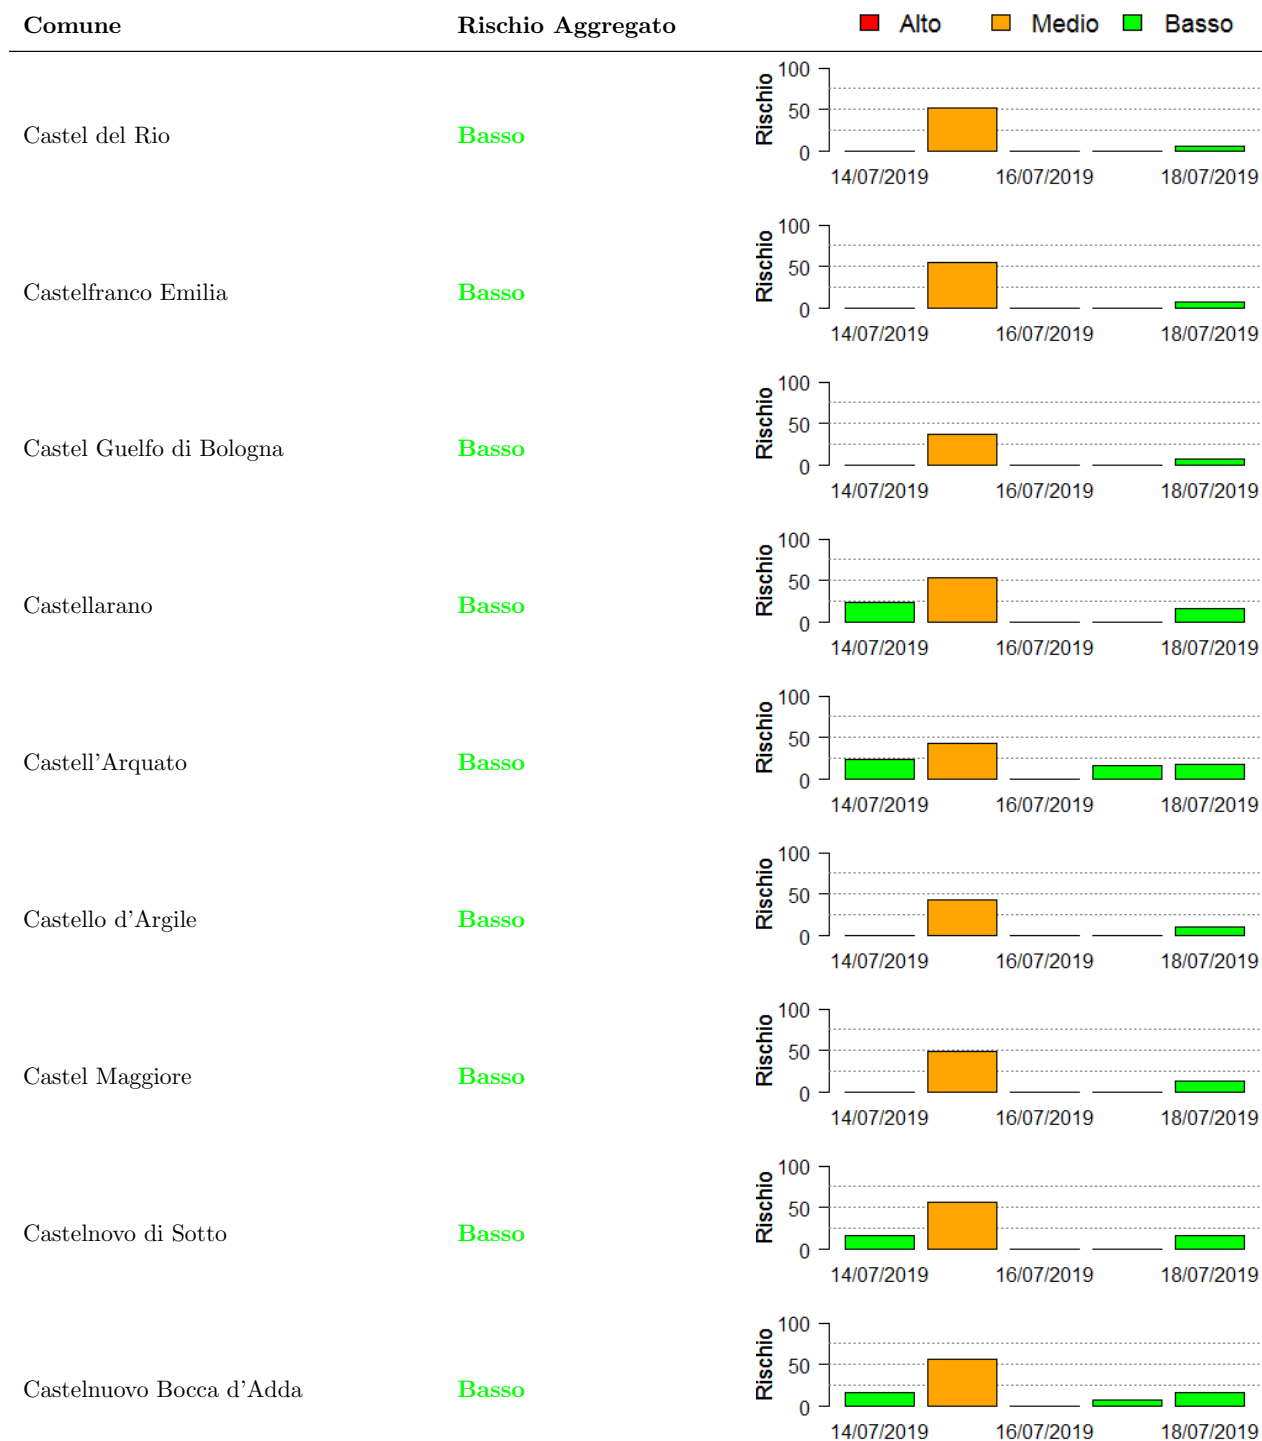 Comune Rischio Aggregato Alto Medio Basso
100
50
0
Rischio
Castel del Rio Basso
14/07/2019 16/07/2019 18/07/2019
100
50
0
Rischio
Castelfranco Emilia Basso
14/07/2019 16/07/2019 18/07/2019
100
50
0
Rischio
Castel Guelfo di Bologna Basso
14/07/2019 16/07/2019 18/07/2019
100
50
0
Rischio
Castellarano Basso
14/07/2019 16/07/2019 18/07/2019
100
50
0
Rischio
Castell'Arquato Basso
14/07/2019 16/07/2019 18/07/2019
100
50
0
Rischio
Castello d'Argile Basso
14/07/2019 16/07/2019 18/07/2019
100
50
0
Rischio
Castel Maggiore Basso
14/07/2019 16/07/2019 18/07/2019
100
50
0
Rischio
Castelnovo di Sotto Basso
14/07/2019 16/07/2019 18/07/2019
100
50
0
Rischio
Castelnuovo Bocca d'Adda Basso
14/07/2019 16/07/2019 18/07/2019